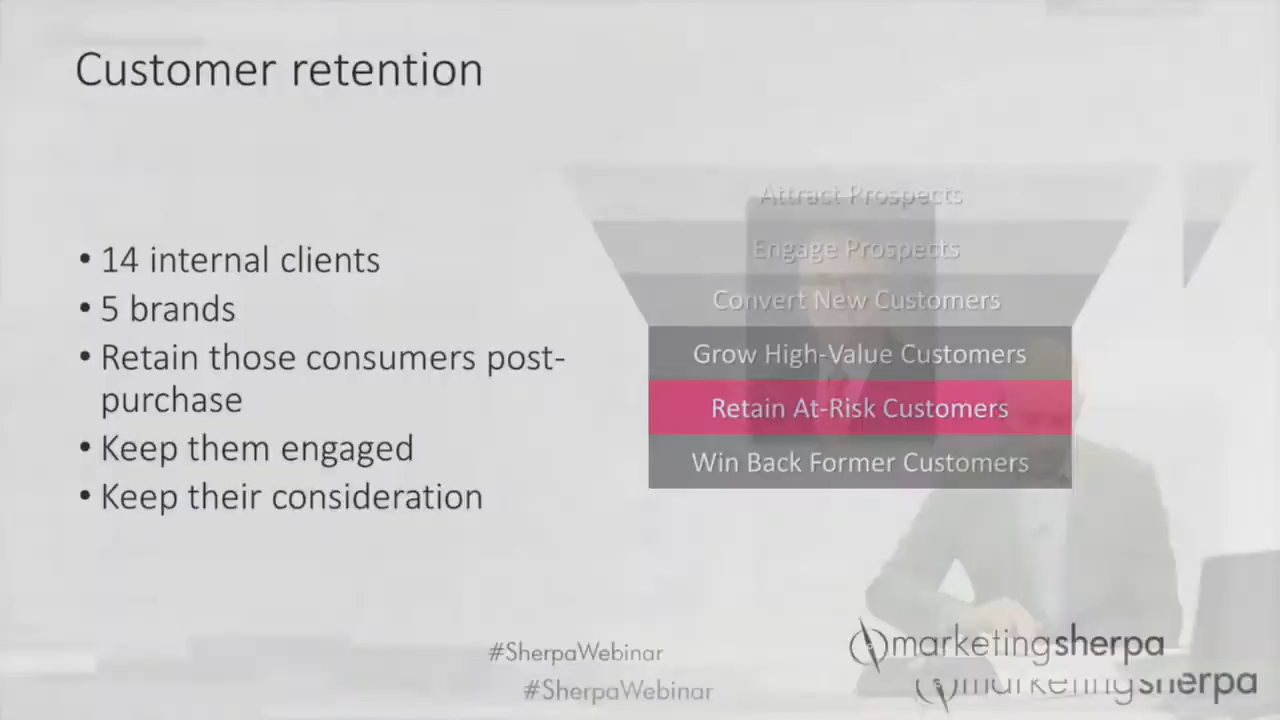 Customer retention
• 14 internal clients
• 5 brands
• Retain those consumers post-
purchase
• Keep them engaged
• Keep their consideration
Attract Prospects
Engage Prospects
Convert New Customers
Grow High-Value Customers
Retain At-Risk Customers
Win Back Former Customers
#SherpaWebinar
marketingsherpa
#SherpaWebinar
marketingsherpa